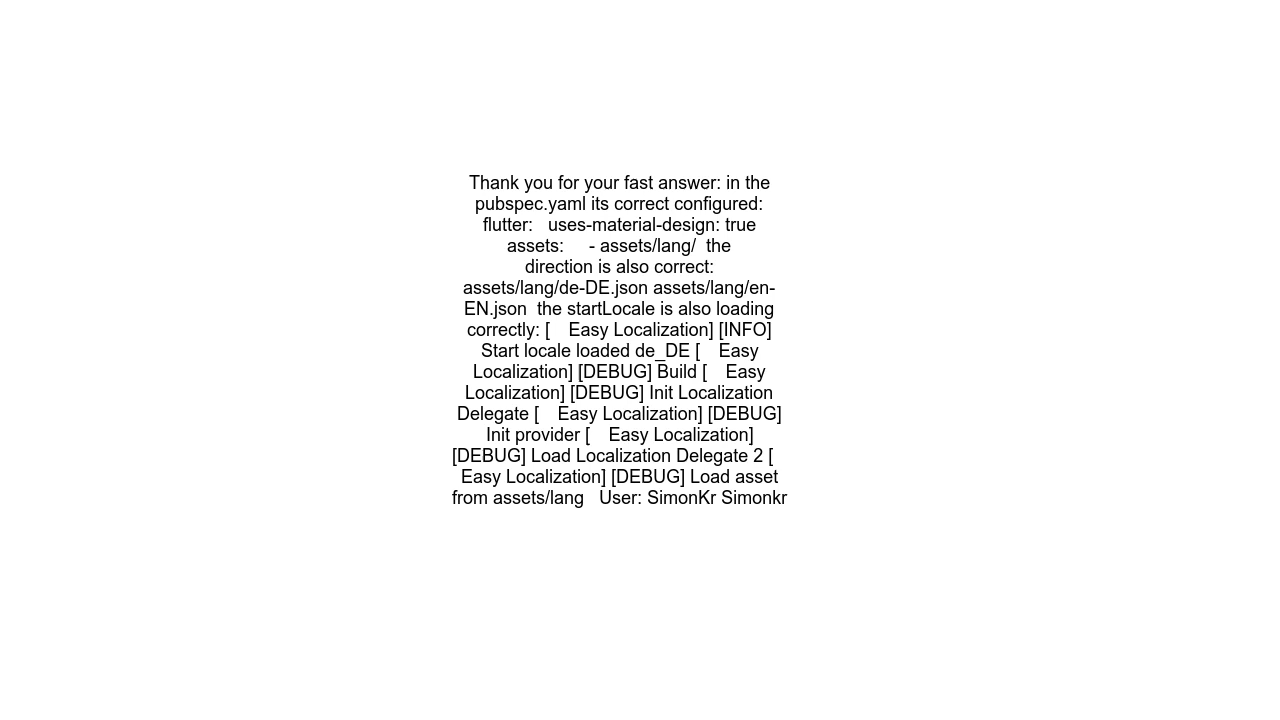 Thank you for your fast answer: in the
pubspec.yaml its correct configured:
flutter:   uses-material-design: true
assets:     - assets/lang/  the
direction is also correct:
assets/lang/de-DE.json assets/lang/en-
EN.json  the startLocale is also loading
correctly: [    Easy Localization] [INFO]
Start locale loaded de_DE [    Easy
Localization] [DEBUG] Build [    Easy
Localization] [DEBUG] Init Localization
Delegate [    Easy Localization] [DEBUG]
Init provider [    Easy Localization]
[DEBUG] Load Localization Delegate 2 [
Easy Localization] [DEBUG] Load asset
from assets/lang   User: SimonKr Simonkr